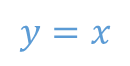 y = x